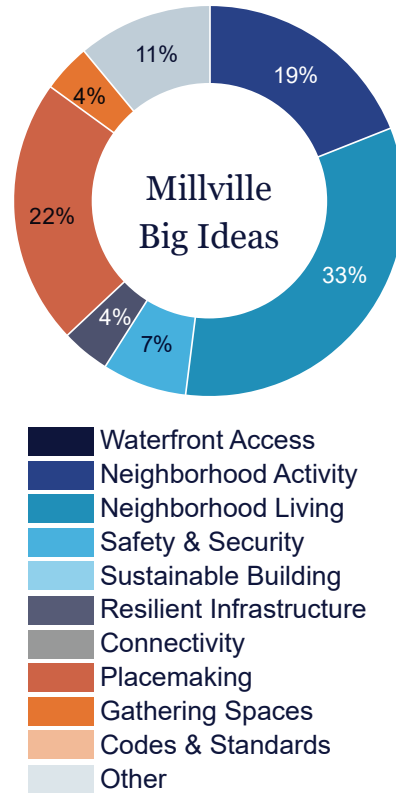 11%
19%
4%
Millville
22%
Big Ideas
33%
4%
7%
Waterfront Access
Neighborhood Activity
Neighborhood Living
Safety & Security
Sustainable Building
Resilient Infrastructure
Connectivity
Placemaking
Gathering Spaces
Codes & Standards
Other